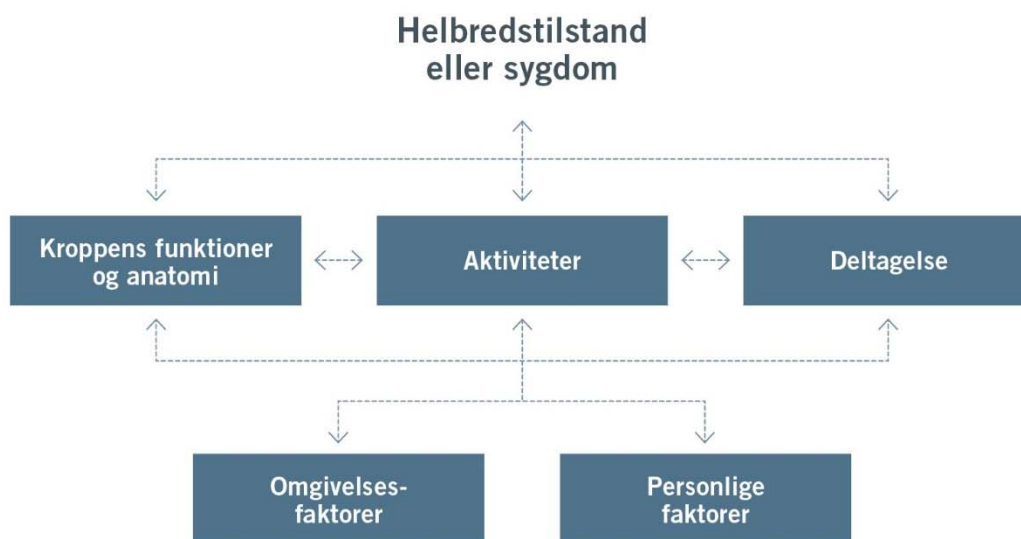 Helbredstilstand
eller sygdom
Kroppens funktioner
og anatomi
Aktiviteter
Deltagelse
Omgivelses-
faktorer
Personlige
faktorer